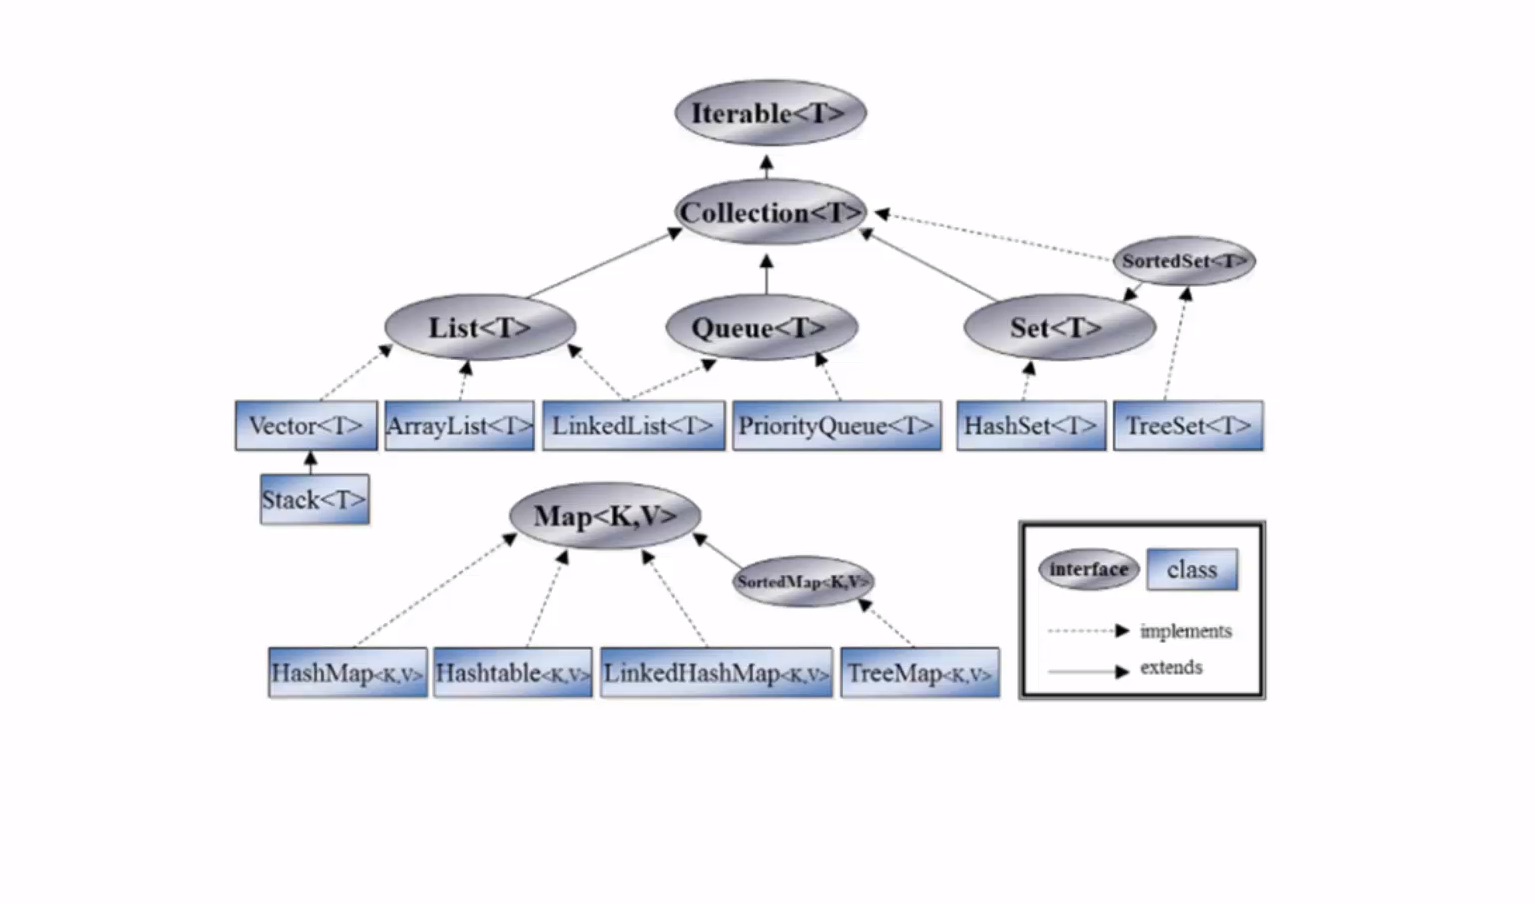 Iterable<T>
Collection<T>
SortedSet<T>
List<T>
Queue<T>
Set<T>
Vector<T>
ArrayList<T>
LinkedList<T>
PriorityQueue<T>
HashSet<T>
TreeSet<T>
Stack<T>
Map<K,V>
SortedMap<K,V>
HashMap<K,V>
Hashtable<K,V>
LinkedHashMap<K,V>
TreeMap<K,V>
interface
class
implements
extends